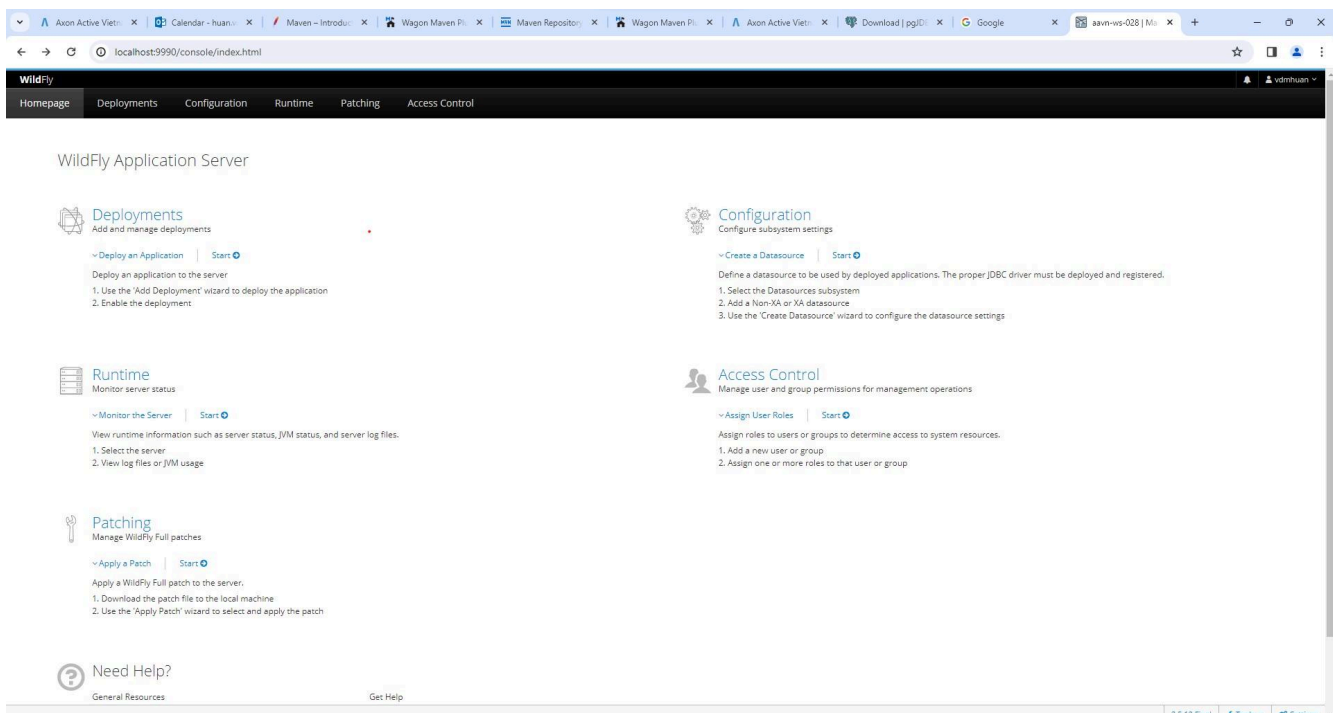 Axon Active Vietn
Calendar - huan.v
Maven – Introduc
Wagon Maven Pl
Maven Repository
Wagon Maven Pl
Axon Active Vietn
Download | pgJD
Google
aavn-ws-028 | Ma
localhost:9990/console/index.html
WildFly
vdmhuan
Homepage Deployments Configuration Runtime Patching Access Control
WildFly Application Server
Deployments
Add and manage deployments
Deploy an Application Start
Deploy an application to the server
1. Use the 'Add Deployment' wizard to deploy the application
2. Enable the deployment
Configuration
Configure subsystem settings
Create a Datasource Start
Define a datasource to be used by deployed applications. The proper JDBC driver must be deployed and registered.
1. Select the Datasources subsystem
2. Add a Non-XA or XA datasource
3. Use the 'Create Datasource' wizard to configure the datasource settings
Runtime
Monitor server status
Monitor the Server Start
View runtime information such as server status, JVM status, and server log files.
1. Select the server
2. View log files or JVM usage
Access Control
Manage user and group permissions for management operations
Assign User Roles Start
Assign roles to users or groups to determine access to system resources.
1. Add a new user or group
2. Assign one or more roles to that user or group
Patching
Manage WildFly Full patches
Apply a Patch Start
Apply a WildFly Full patch to the server.
1. Download the patch file to the local machine
2. Use the 'Apply Patch' wizard to select and apply the patch
Need Help?
General Resources
Get Help